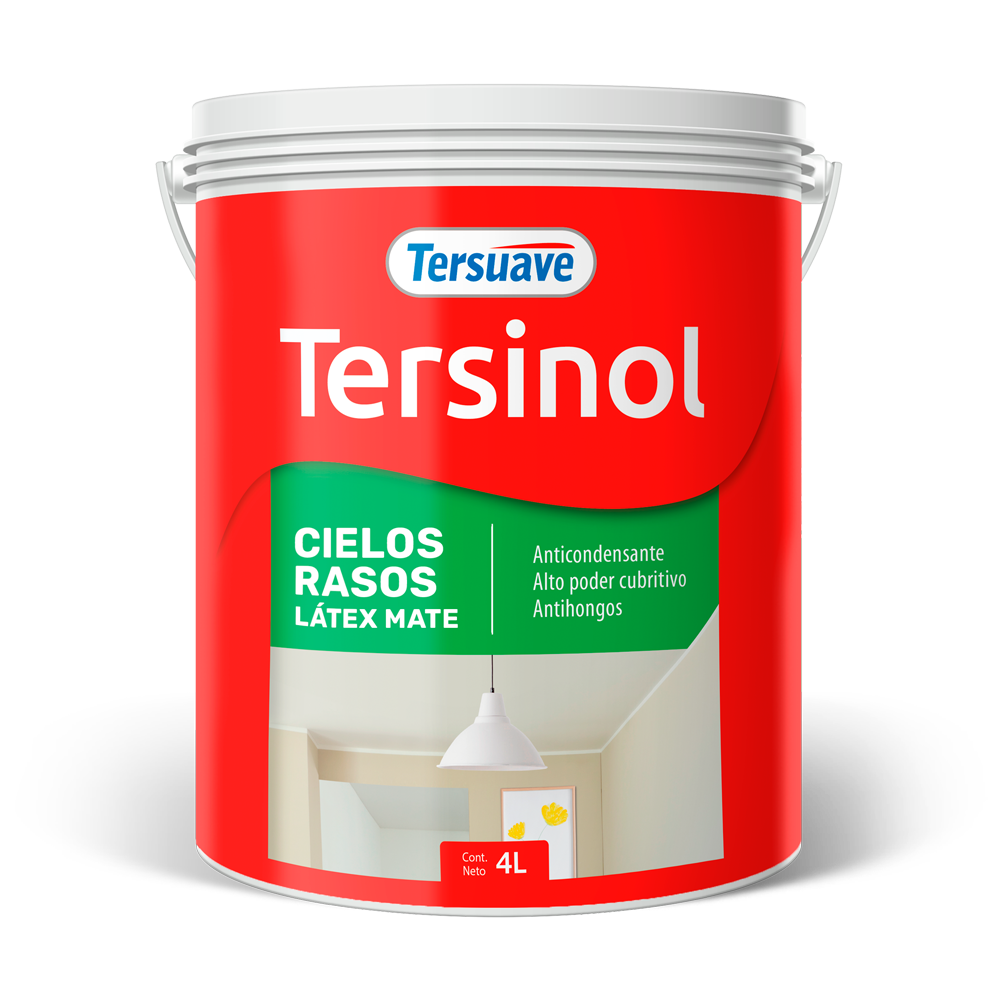 Tersuave
Tersinol
CIELOS
RASOS
LÁTEX MATE
Anticondensante
Alto poder cubritivo
Antihongos
Cont.
Neto
4L